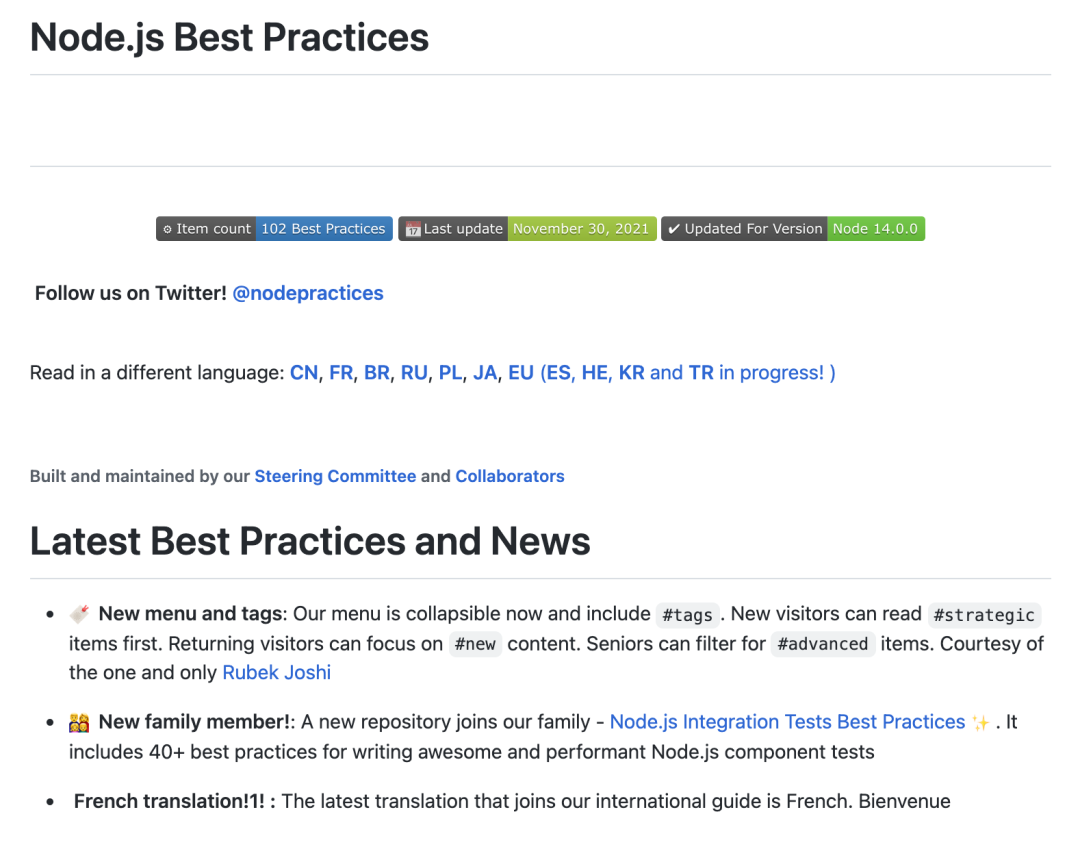 Node.js Best Practices
⚙ Item count 102 Best Practices 📅 Last update November 30, 2021 ✔ Updated For Version Node 14.0.0
Follow us on Twitter! @nodepractices
Read in a different language: CN, FR, BR, RU, PL, JA, EU (ES, HE, KR and TR in progress! )
Built and maintained by our Steering Committee and Collaborators
Latest Best Practices and News
• 🔖 New menu and tags: Our menu is collapsible now and include #tags. New visitors can read #strategic
items first. Returning visitors can focus on #new content. Seniors can filter for #advanced items. Courtesy of
the one and only Rubek Joshi
• 👨‍👩‍👧‍👦 New family member!: A new repository joins our family - Node.js Integration Tests Best Practices ✨ . It
includes 40+ best practices for writing awesome and performant Node.js component tests
• French translation!1! : The latest translation that joins our international guide is French. Bienvenue